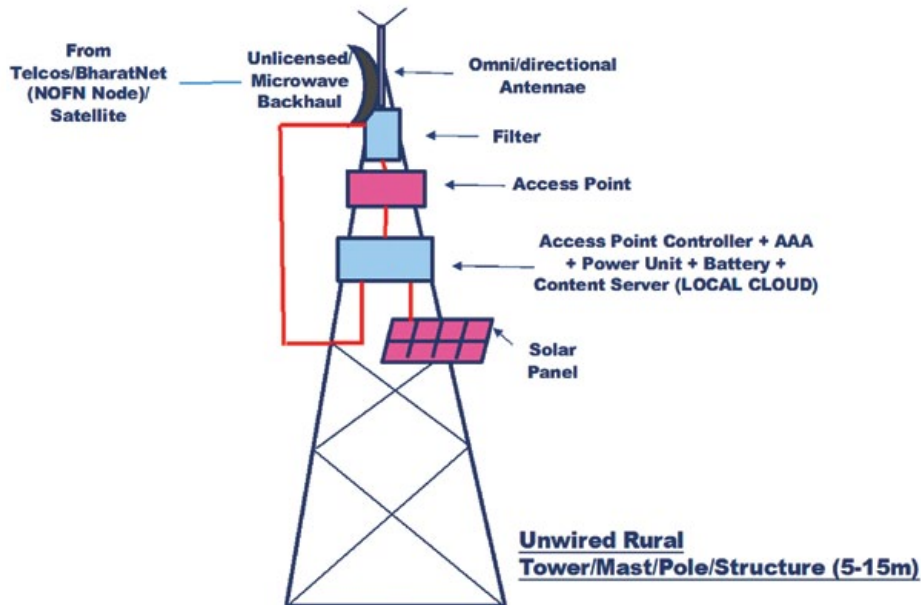 From
Telcos/BharatNet
(NOFN Node)/
Satellite
Unlicensed/
Microwave
Backhaul
Omni/directional
Antennae
Filter
Access Point
Access Point Controller + AAA
+ Power Unit + Battery +
Content Server (LOCAL CLOUD)
Solar
Panel
Unwired Rural
Tower/Mast/Pole/Structure (5-15m)